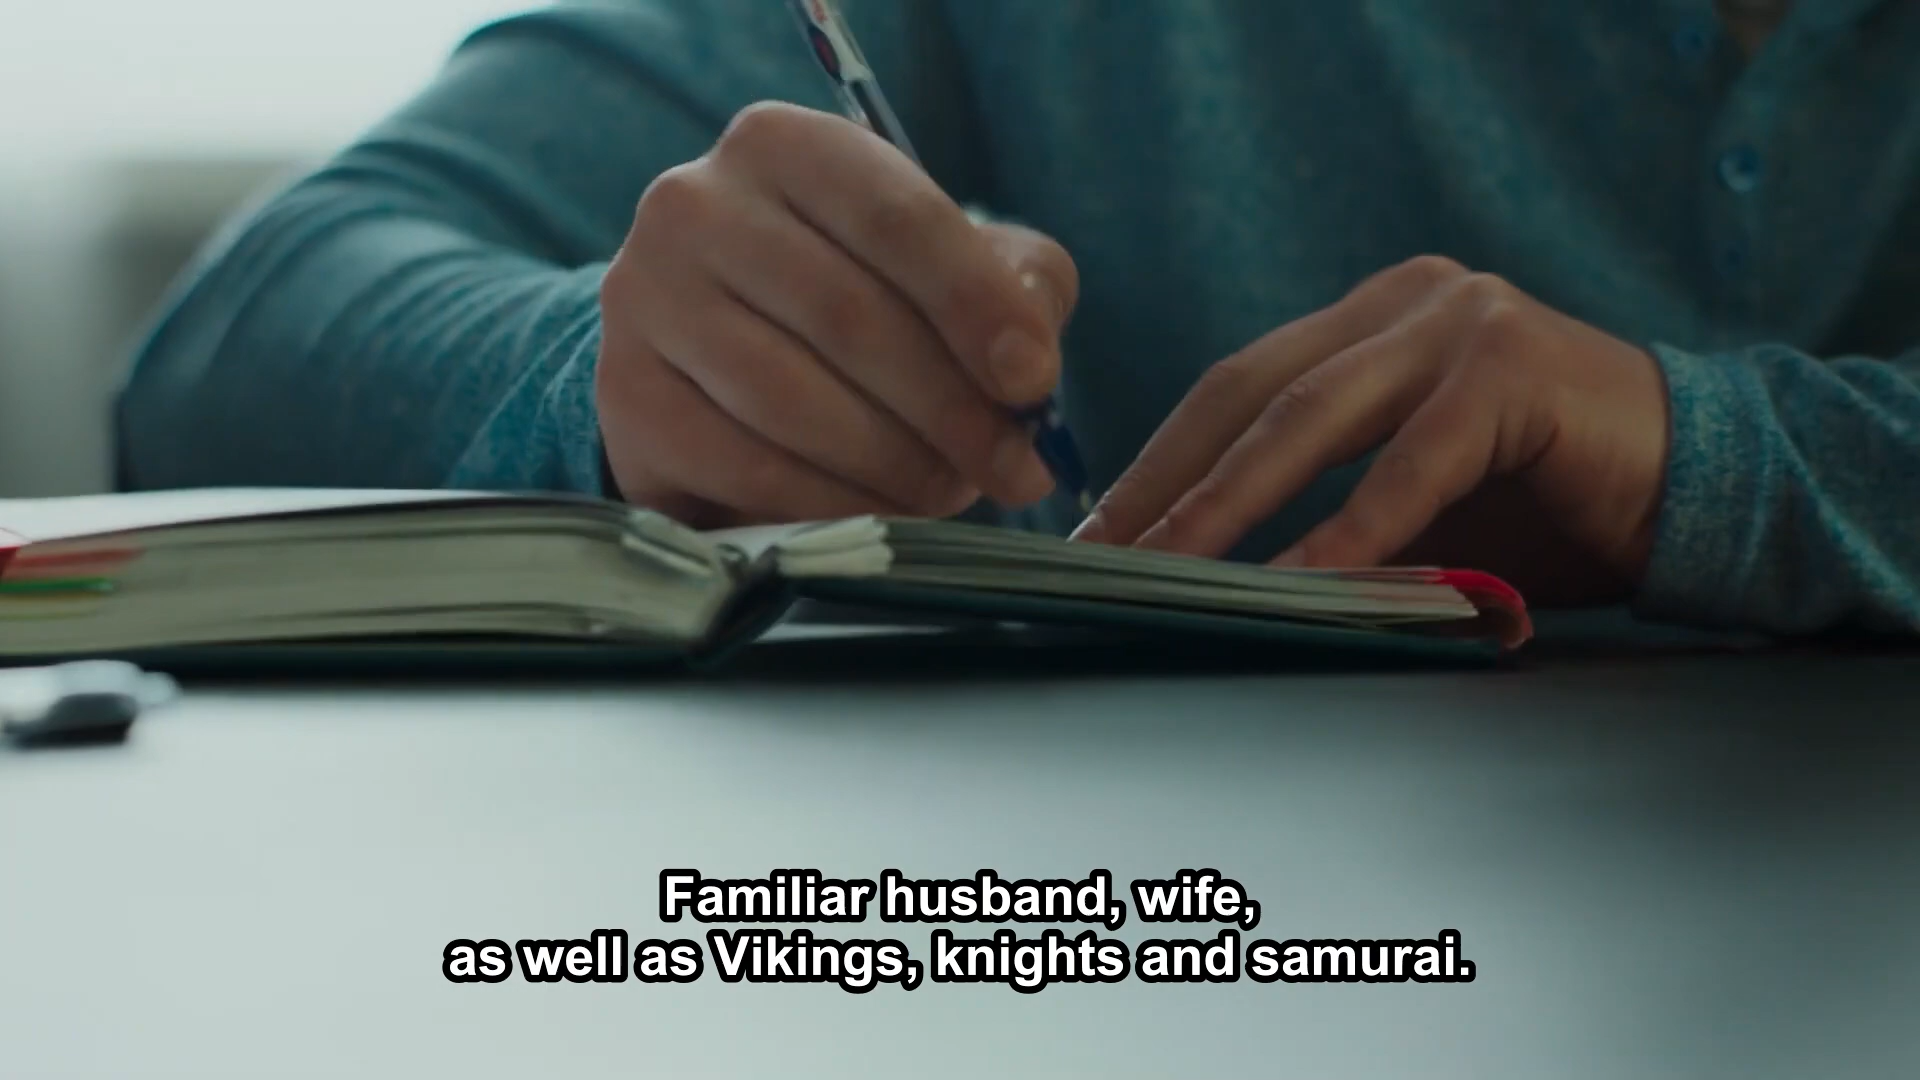 Familiar husband, wife,
as well as Vikings, knights and samurai.